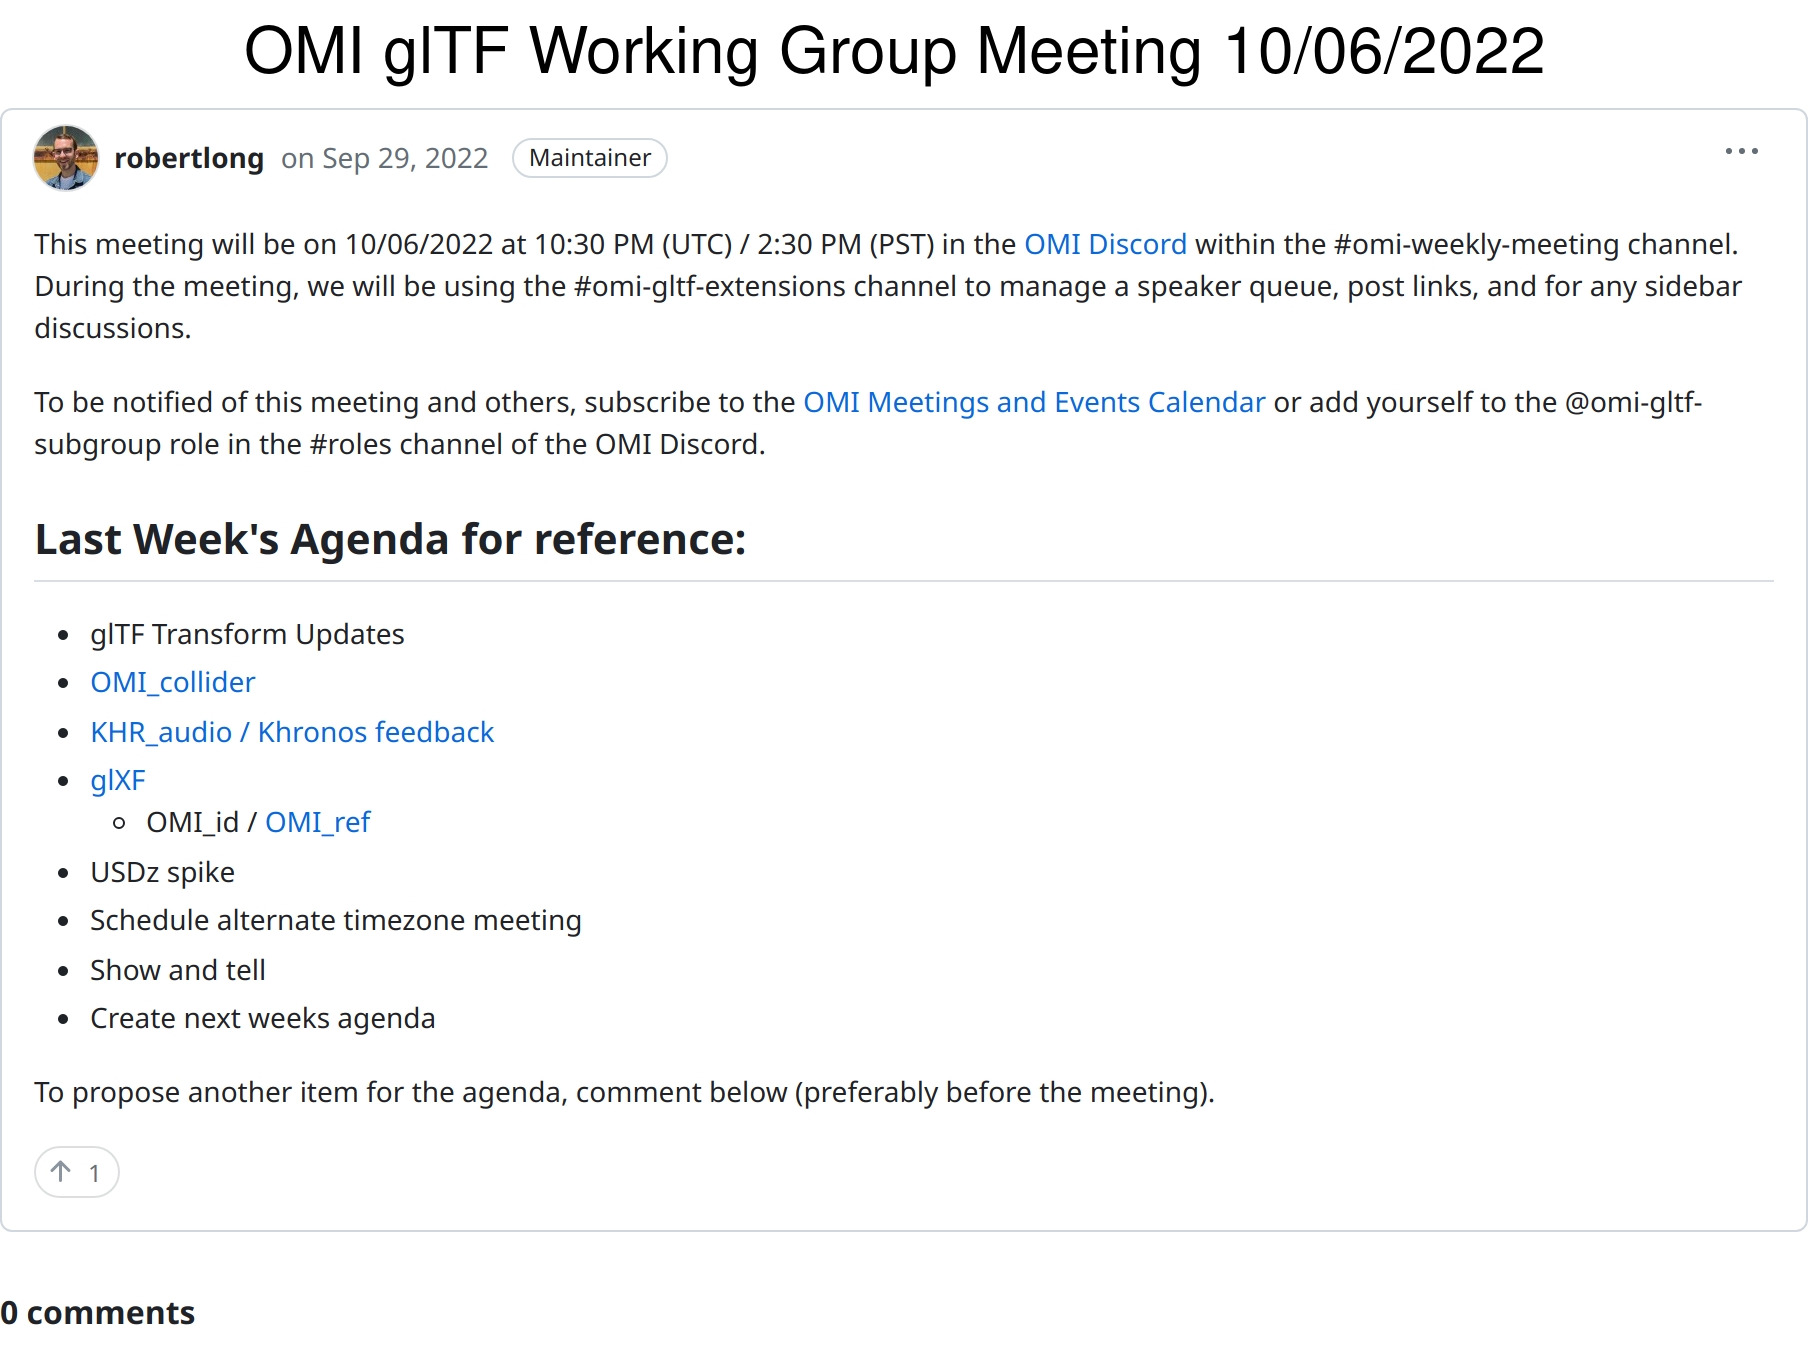 OMI glTF Working Group Meeting 10/06/2022
robertlong on Sep 29, 2022 Maintainer
This meeting will be on 10/06/2022 at 10:30 PM (UTC) / 2:30 PM (PST) in the OMI Discord within the #omi-weekly-meeting channel.
During the meeting, we will be using the #omi-gltf-extensions channel to manage a speaker queue, post links, and for any sidebar
discussions.
To be notified of this meeting and others, subscribe to the OMI Meetings and Events Calendar or add yourself to the @omi-gltf-
subgroup role in the #roles channel of the OMI Discord.
Last Week's Agenda for reference:
glTF Transform Updates
OMI_collider
KHR_audio / Khronos feedback
glXF
OMI_id / OMI_ref
USDz spike
Schedule alternate timezone meeting
Show and tell
Create next weeks agenda
To propose another item for the agenda, comment below (preferably before the meeting).
1
0 comments